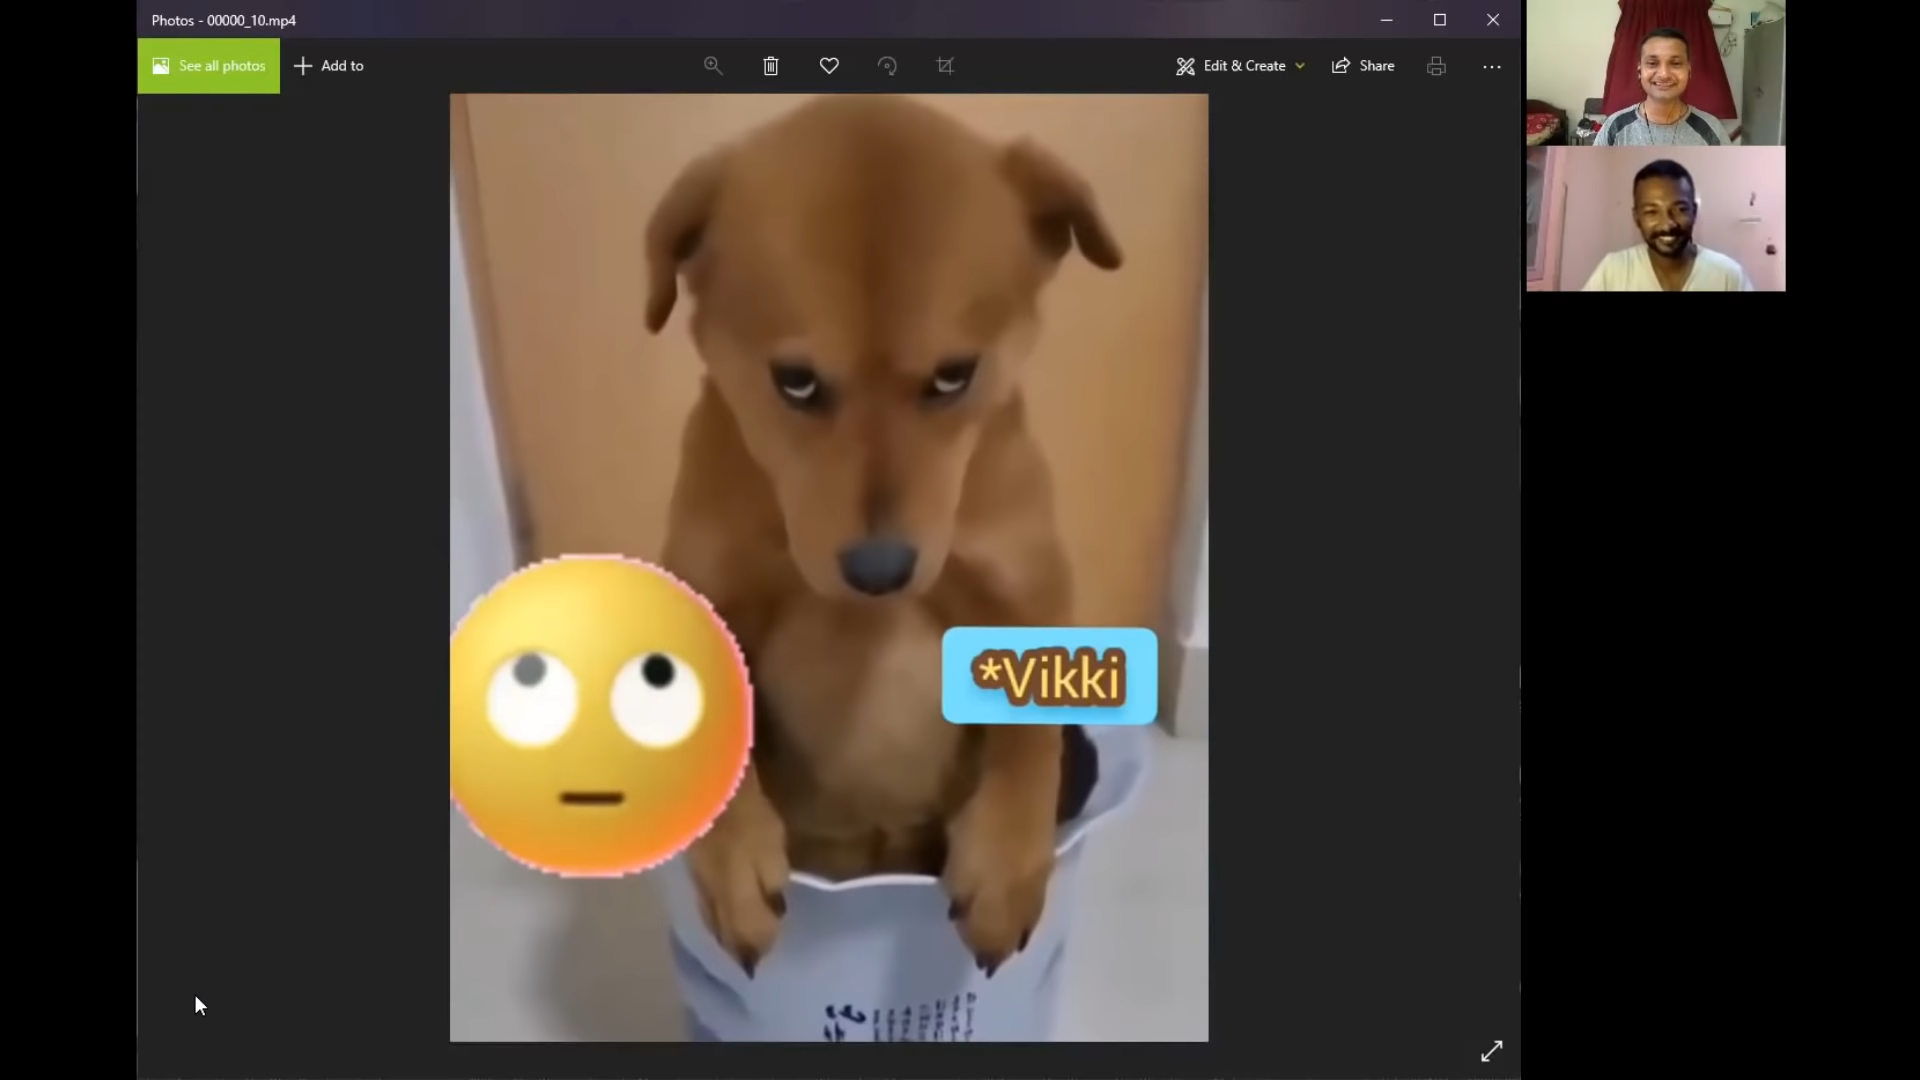 Photos - 00000_10.mp4
See all photos
Add to
Edit & Create
Share
*Vikki